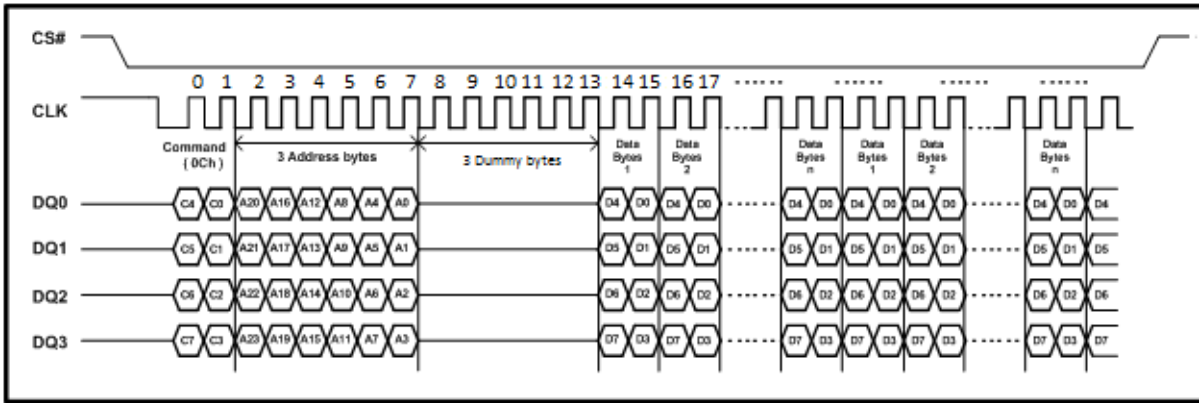 CS#
0 1 2 3 4 5 6 7 8 9 10 11 12 13 14 15 16 17
CLK
Command
( 0Ch )
3 Address bytes
3 Dummy bytes
Data
Bytes
1
Data
Bytes
2
Data
Bytes
n
Data
Bytes
1
Data
Bytes
2
Data
Bytes
n
DQ0 C4 C0 A20 A16 A12 A8 A4 A0 D4 D0 D4 D0 D4 D0 D4 D0 D4 D0 D4 D0 D4
DQ1 C5 C1 A21 A17 A13 A9 A5 A1 D5 D1 D5 D1 D5 D1 D5 D1 D5 D1 D5 D1 D5
DQ2 C6 C2 A22 A18 A14 A10 A6 A2 D6 D2 D6 D2 D6 D2 D6 D2 D6 D2 D6 D2 D6
DQ3 C7 C3 A23 A19 A15 A11 A7 A3 D7 D3 D7 D3 D7 D3 D7 D3 D7 D3 D7 D3 D7